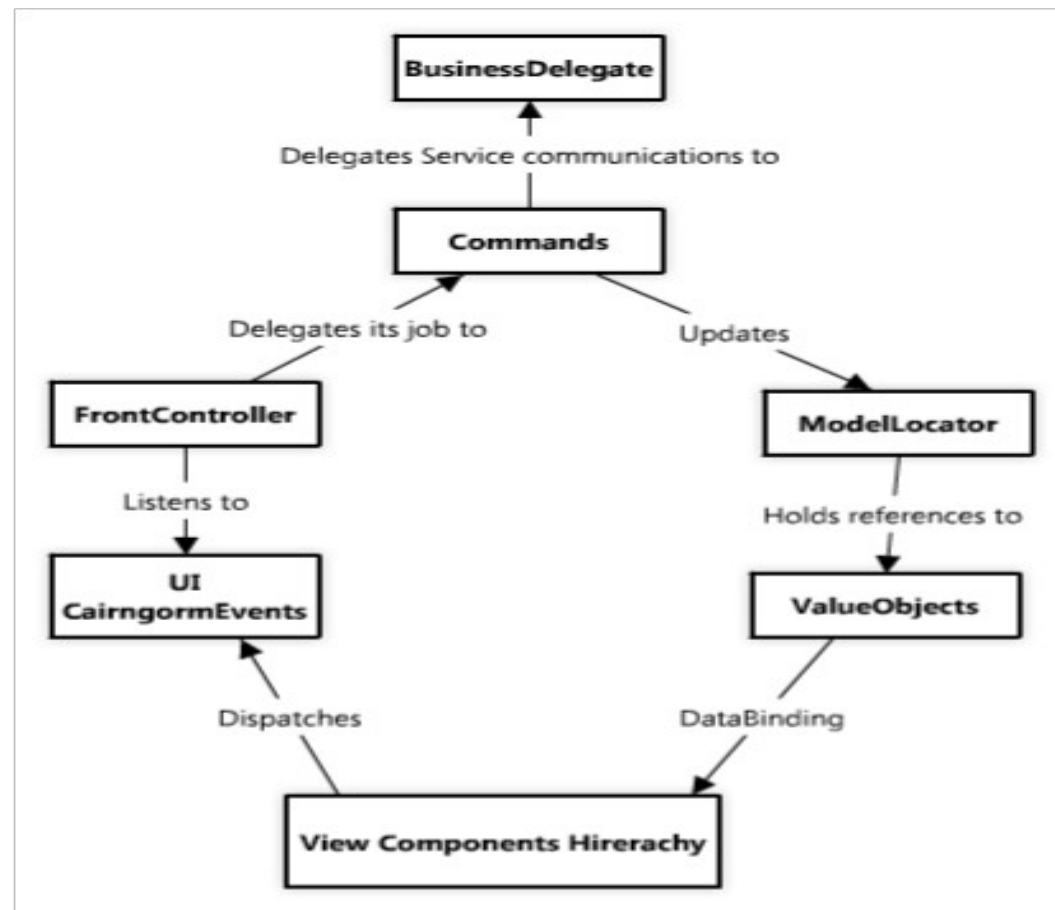 BusinessDelegate
Delegates Service communications to
Commands
Delegates its job to
Updates
FrontController
ModelLocator
Listens to
Holds references to
UI
CairngormEvents
ValueObjects
Dispatches
DataBinding
View Components Hirerachy